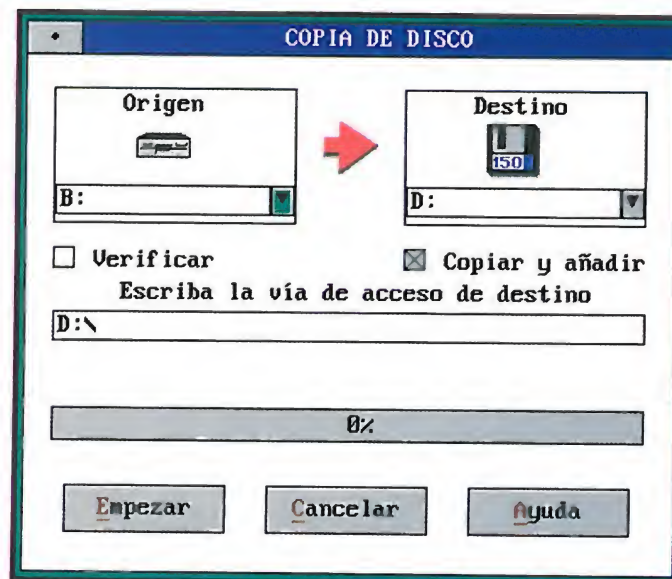 COPIA DE DISCO
Origen
B:
Destino
150
D:
Verificar
Copiar y añadir
Escriba la vía de acceso de destino
D:\
0%
Empezar
Cancelar
Ayuda